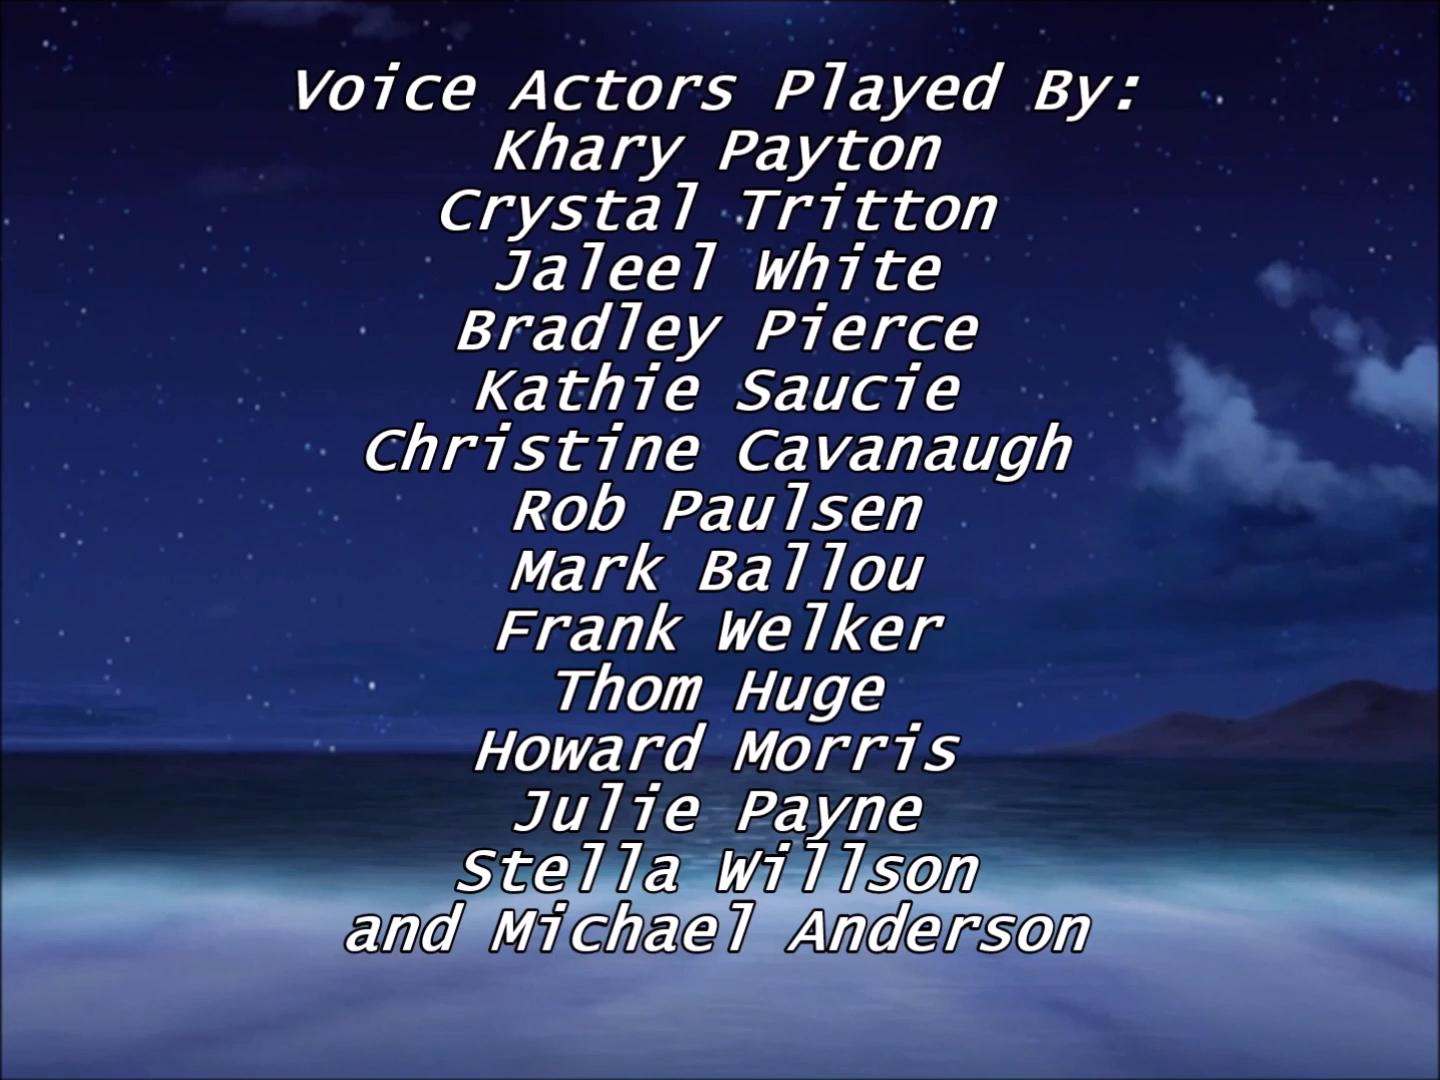 Voice Actors Played By:
Khary Payton
Crystal Tritton
Jaleel White
Bradley Pierce
Kathie Saucie
Christine Cavanaugh
Rob Paulsen
Mark Ballou
Frank Welker
Thom Huge
Howard Morris
Julie Payne
Stella Willson
and Michael Anderson